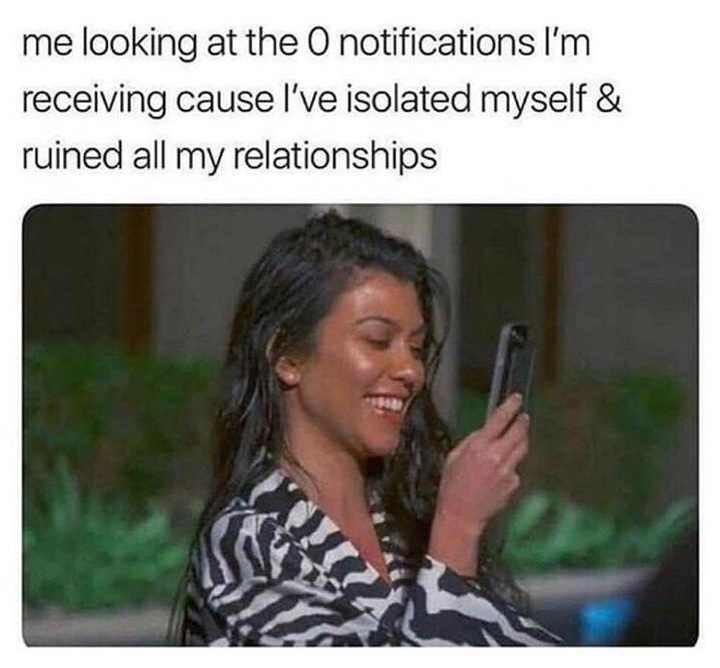 me looking at the 0 notifications I'm
receiving cause I've isolated myself &
ruined all my relationships